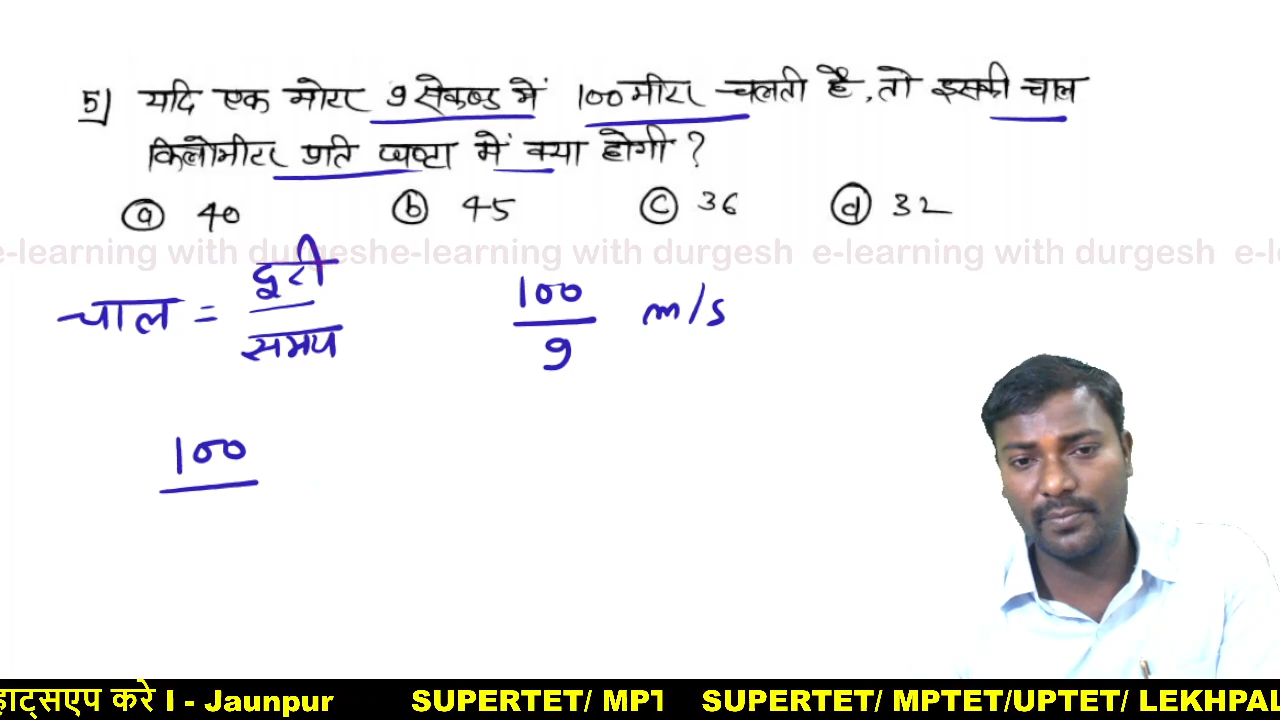 5) यदि एक मोटर 9 सेकण्ड में 100 मीटर चलती है, तो इसकी चाल
किलोमीटर प्रति घण्टा में क्या होगी ?
(a) 40 (b) 45 (c) 36 (d) 32
e-learning with durgeshe-learning with durgesh e-learning with durgesh e-l
चाल = दूरी / समय 100 / 9 m/s
100
हाट्सएप करे I - Jaunpur SUPERTET/ MP1 SUPERTET/ MPTET/UPTET/ LEKHPAL